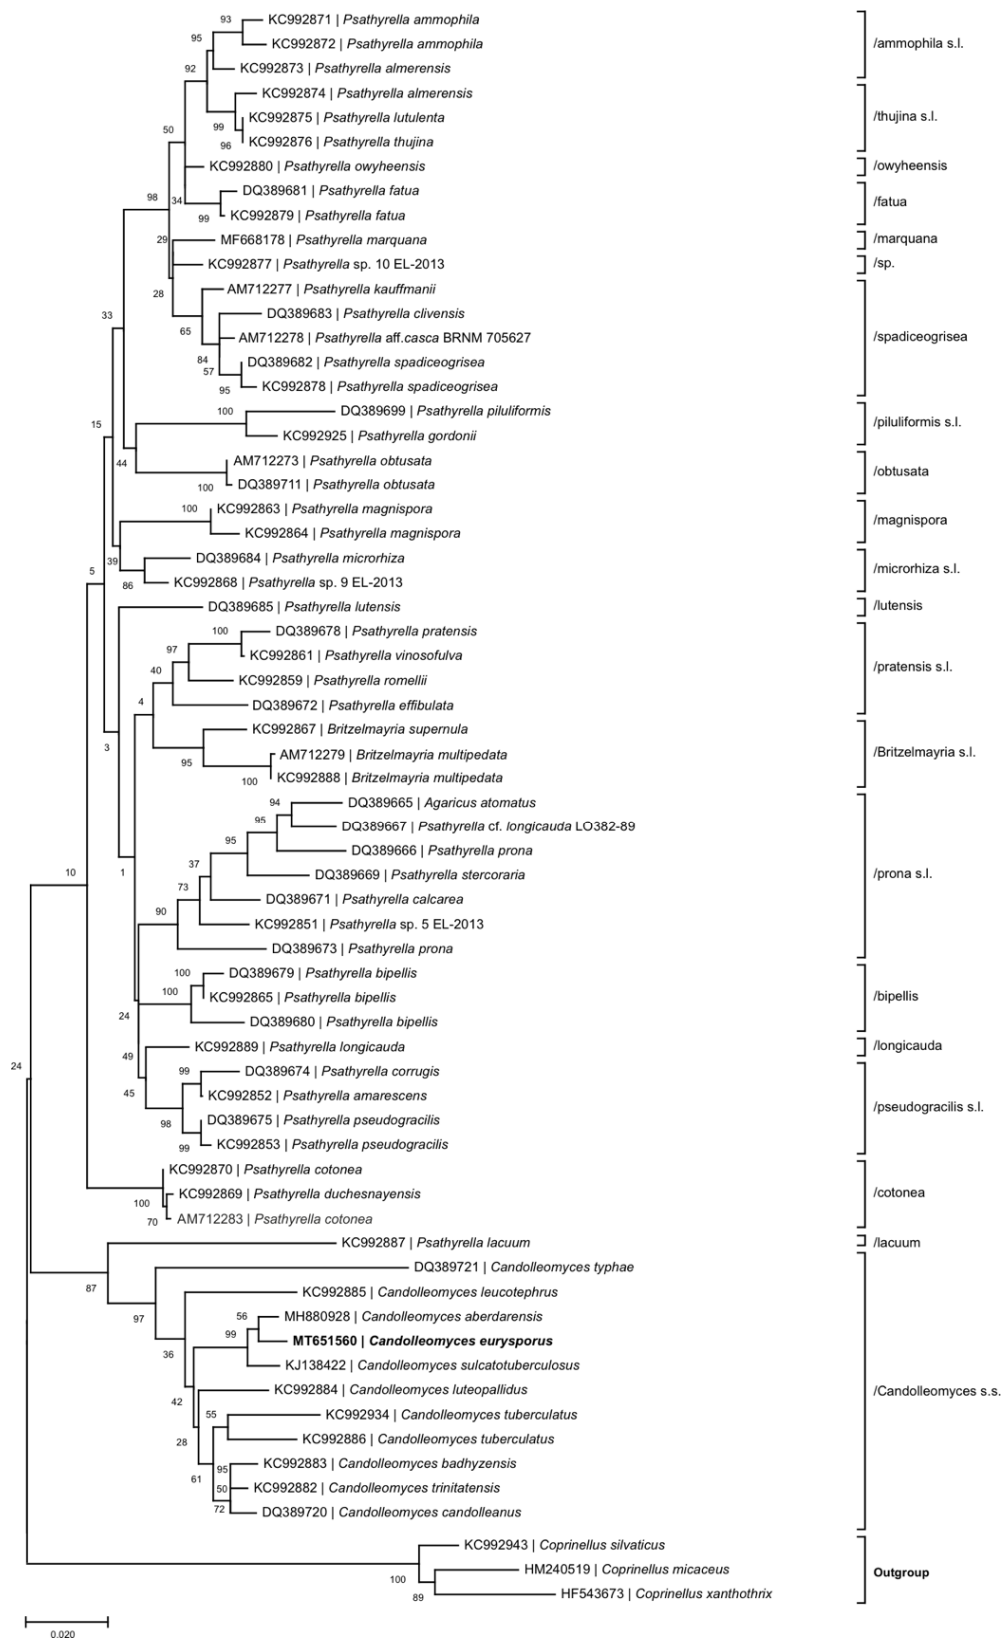 93
KC992871 | Psathyrella ammophila
95
KC992872 | Psathyrella ammophila
/ammophila s.l.
92
KC992873 | Psathyrella almerensis
KC992874 | Psathyrella almerensis
99
KC992875 | Psathyrella lutulenta
/thujina s.l.
50
96
KC992876 | Psathyrella thujina
KC992880 | Psathyrella owyheensis
/owyheensis
98
34
DQ389681 | Psathyrella fatua
/fatua
99
KC992879 | Psathyrella fatua
29
MF668178 | Psathyrella marquana
/marquana
KC992877 | Psathyrella sp. 10 EL-2013
/sp.
28
AM712277 | Psathyrella kauffmanii
33
65
DQ389683 | Psathyrella clivensis
AM712278 | Psathyrella aff.casca BRNM 705627
/spadiceogrisea
84
57
DQ389682 | Psathyrella spadiceogrisea
95
KC992878 | Psathyrella spadiceogrisea
100
DQ389699 | Psathyrella piluliformis
/piluliformis s.l.
15
KC992925 | Psathyrella gordonii
44
AM712273 | Psathyrella obtusata
/obtusata
100
DQ389711 | Psathyrella obtusata
100
KC992863 | Psathyrella magnispora
/magnispora
KC992864 | Psathyrella magnispora
39
DQ389684 | Psathyrella microrhiza
/microrhiza s.l.
5
86
KC992868 | Psathyrella sp. 9 EL-2013
DQ389685 | Psathyrella lutensis
/lutensis
100
DQ389678 | Psathyrella pratensis
97
KC992861 | Psathyrella vinosofulva
/pratensis s.l.
40
KC992859 | Psathyrella romellii
4
DQ389672 | Psathyrella effibulata
3
KC992867 | Britzelmayria supernula
95
AM712279 | Britzelmayria multipedata
/Britzelmayria s.l.
100
KC992888 | Britzelmayria multipedata
94
DQ389665 | Agaricus atomatus
95
DQ389667 | Psathyrella cf. longicauda LO382-89
95
DQ389666 | Psathyrella prona
10
1
37
DQ389669 | Psathyrella stercoraria
/prona s.l.
73
DQ389671 | Psathyrella calcarea
90
KC992851 | Psathyrella sp. 5 EL-2013
DQ389673 | Psathyrella prona
100
DQ389679 | Psathyrella bipellis
100
KC992865 | Psathyrella bipellis
/bipellis
24
DQ389680 | Psathyrella bipellis
49
KC992889 | Psathyrella longicauda
/longicauda
24
99
DQ389674 | Psathyrella corrugis
45
KC992852 | Psathyrella amarescens
/pseudogracilis s.l.
98
DQ389675 | Psathyrella pseudogracilis
99
KC992853 | Psathyrella pseudogracilis
KC992870 | Psathyrella cotonea
100
KC992869 | Psathyrella duchesnayensis
/cotonea
70
AM712283 | Psathyrella cotonea
KC992887 | Psathyrella lacuum
/lacuum
87
DQ389721 | Candolleomyces typhae
97
KC992885 | Candolleomyces leucotephrus
56
MH880928 | Candolleomyces aberdarensis
99
MT651560 | Candolleomyces eurysporus
36
KJ138422 | Candolleomyces sulcatotuberculosus
42
KC992884 | Candolleomyces luteopallidus
/Candolleomyces s.s.
55
KC992934 | Candolleomyces tuberculatus
28
KC992886 | Candolleomyces tuberculatus
61
95
KC992883 | Candolleomyces badhyzensis
50
KC992882 | Candolleomyces trinitatensis
72
DQ389720 | Candolleomyces candolleanus
KC992943 | Coprinellus silvaticus
100
HM240519 | Coprinellus micaceus
Outgroup
89
HF543673 | Coprinellus xanthothrix
0.020